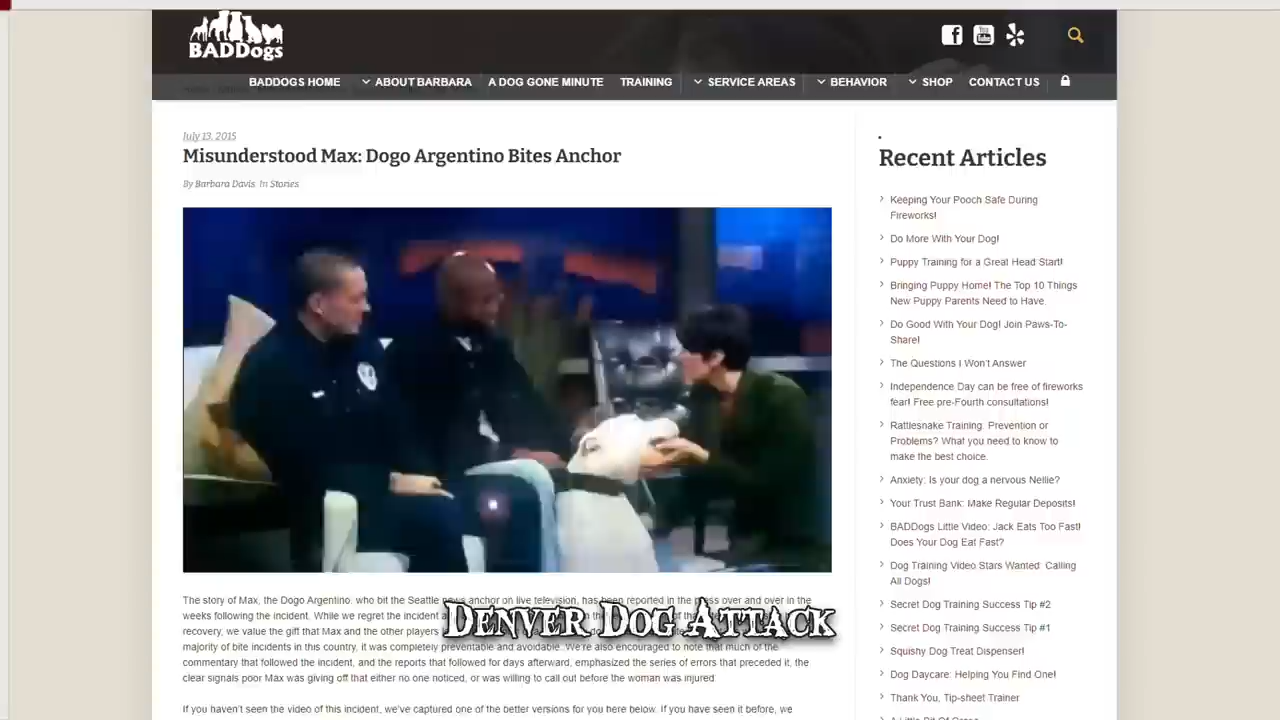 BADDogs
BADDOGS HOME
ABOUT BARBARA
A DOG GONE MINUTE
TRAINING
SERVICE AREAS
BEHAVIOR
SHOP
CONTACT US
July 13, 2015
Misunderstood Max: Dogo Argentino Bites Anchor
By Barbara Davis In Stories
The story of Max, the Dogo Argentino, who bit the Seattle news anchor on live television, has been reported in the press over and over in the
weeks following the incident. While we regret the incident
recovery, we value the gift that Max and the other players
majority of bite incidents in this country, it was completely preventable and avoidable. We're also encouraged to note that much of the
commentary that followed the incident, and the reports that followed for days afterward, emphasized the series of errors that preceded it, the
clear signals poor Max was giving off that either no one noticed, or was willing to call out before the woman was injured.
If you haven't seen the video of this incident, we've captured one of the better versions for you here below. If you have seen it before, we
Denver Dog Attack
Recent Articles
Keeping Your Pooch Safe During
Fireworks!
Do More With Your Dog!
Puppy Training for a Great Head Start!
Bringing Puppy Home! The Top 10 Things
New Puppy Parents Need to Have.
Do Good With Your Dog! Join Paws-To-
Share!
The Questions I Won't Answer
Independence Day can be free of fireworks
fear! Free pre-Fourth consultations!
Rattlesnake Training: Prevention or
Problems? What you need to know to
make the best choice.
Anxiety: Is your dog a nervous Nellie?
Your Trust Bank: Make Regular Deposits!
BADDogs Little Video: Jack Eats Too Fast!
Does Your Dog Eat Fast?
Dog Training Video Stars Wanted: Calling
All Dogs!
Secret Dog Training Success Tip #2
Secret Dog Training Success Tip #1
Squishy Dog Treat Dispenser!
Dog Daycare: Helping You Find One!
Thank You, Tip-sheet Trainer